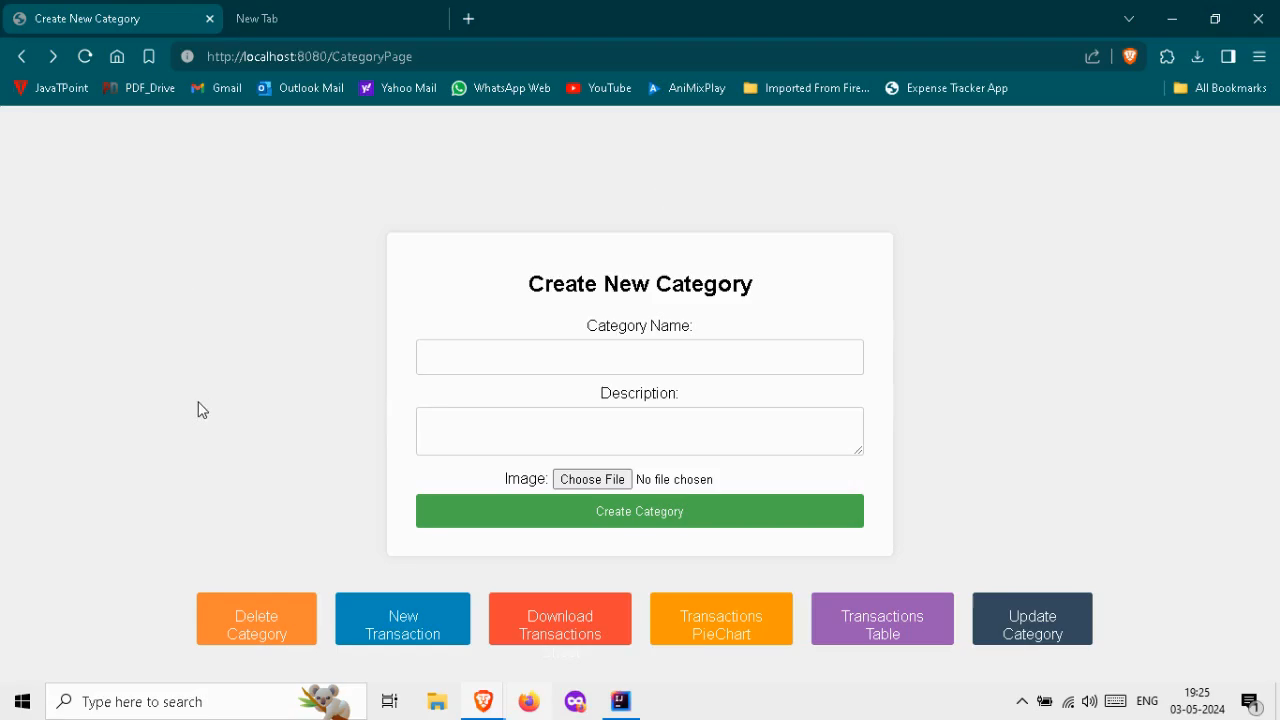 Create New Category
New Tab
http://localhost:8080/CategoryPage
JavaTPoint
PDF_Drive
Gmail
Outlook Mail
Yahoo Mail
WhatsApp Web
YouTube
AniMixPlay
Imported From Fire...
Expense Tracker App
All Bookmarks
Create New Category
Category Name:
Description:
Image: Choose File No file chosen
Create Category
Delete
Category
New
Transaction
Download
Transactions
Transactions
PieChart
Transactions
Table
Update
Category
Type here to search
ENG
19:25
03-05-2024
1